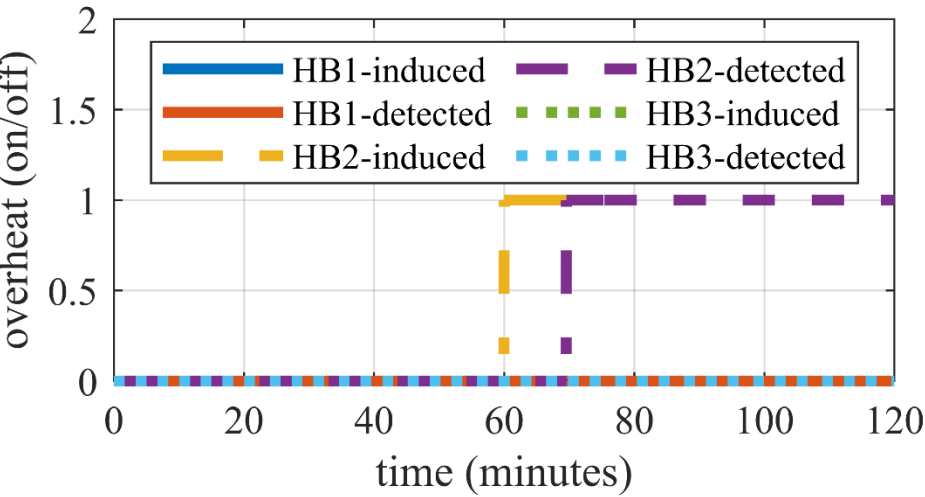 2
1.5
1
0.5
0
overheat (on/off)
HB1-induced
HB1-detected
HB2-induced
HB2-detected
HB3-induced
HB3-detected
0 20 40 60 80 100 120
time (minutes)